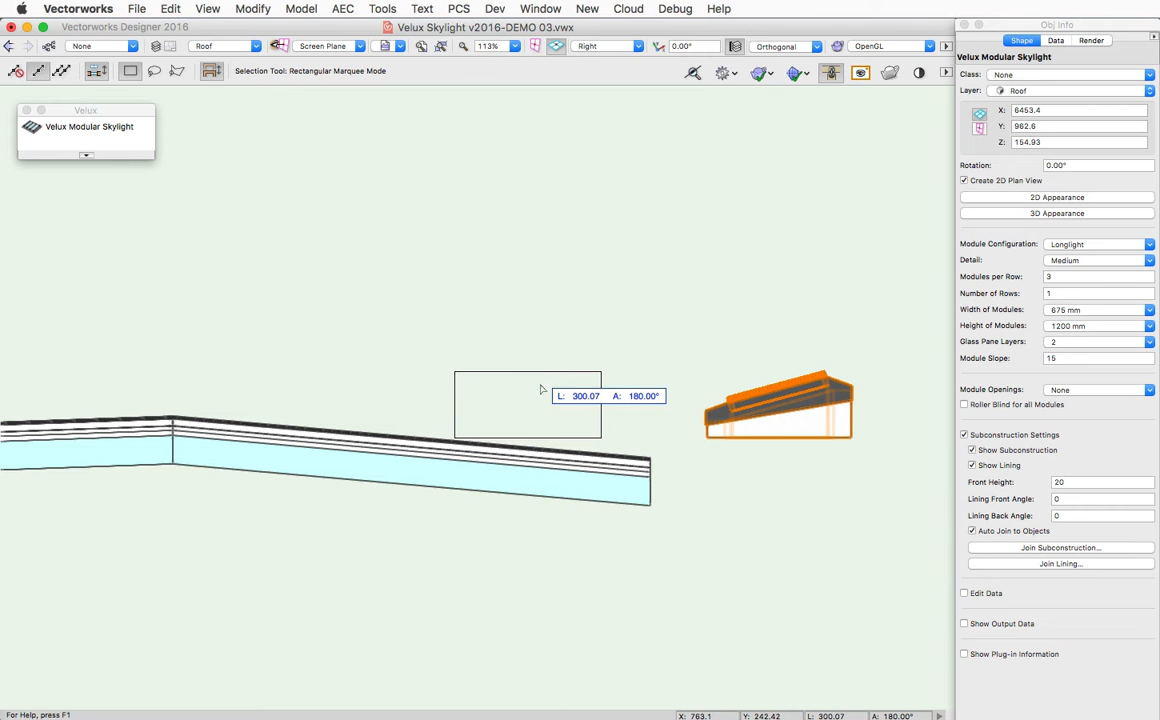 Vectorworks File Edit View Modify Model AEC Tools Text PCS Dev Window New Cloud Debug Help
Vectorworks Designer 2016
Velux Skylight v2016-DEMO 03.vwx
Obj Info
None Roof Screen Plane 113% Right 0.00° Orthogonal OpenGL
Selection Tool: Rectangular Marquee Mode
Velux
Velux Modular Skylight
L: 300.07 A: 180.00°
Shape Data Render
Velux Modular Skylight
Class: None
Layer: Roof
X: 6453.4
Y: 962.6
Z: 154.93
Rotation: 0.00°
Create 2D Plan View
2D Appearance
3D Appearance
Module Configuration: Longlight
Detail: Medium
Modules per Row: 3
Number of Rows: 1
Width of Modules: 675 mm
Height of Modules: 1200 mm
Glass Pane Layers: 2
Module Slope: 15
Module Openings: None
Roller Blind for all Modules
Subconstruction Settings
Show Subconstruction
Show Lining
Front Height: 20
Lining Front Angle: 0
Lining Back Angle: 0
Auto Join to Objects
Join Subconstruction...
Join Lining...
Edit Data
Show Output Data
Show Plug-in Information
For Help, press F1
X: 763.1 Y: 242.42 L: 300.07 A: 180.00°